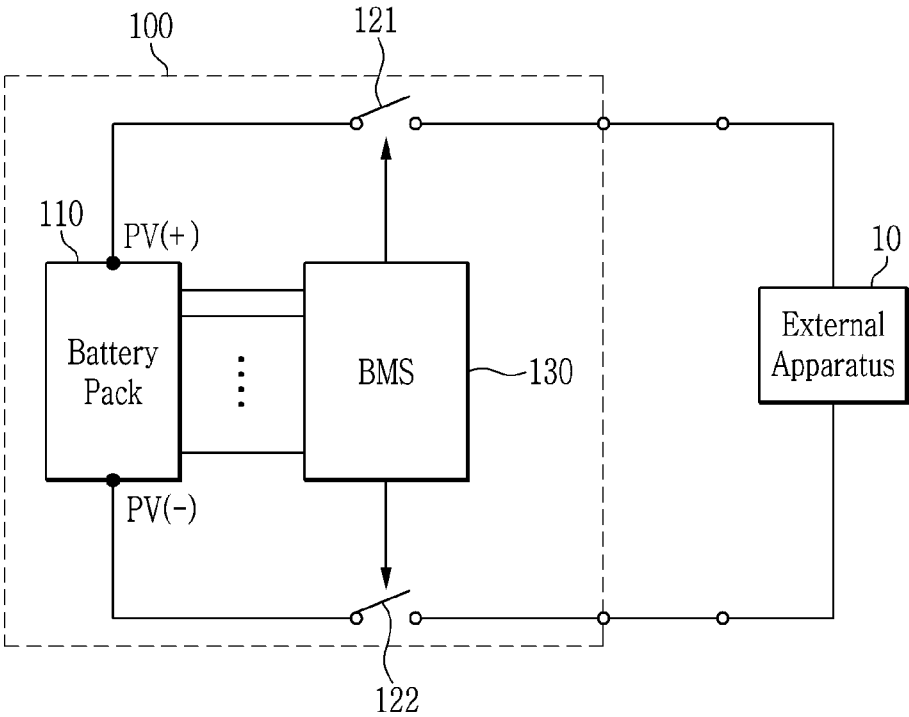 100
121
110
PV(+)
10
Battery
Pack
BMS
130
External
Apparatus
PV(-)
122